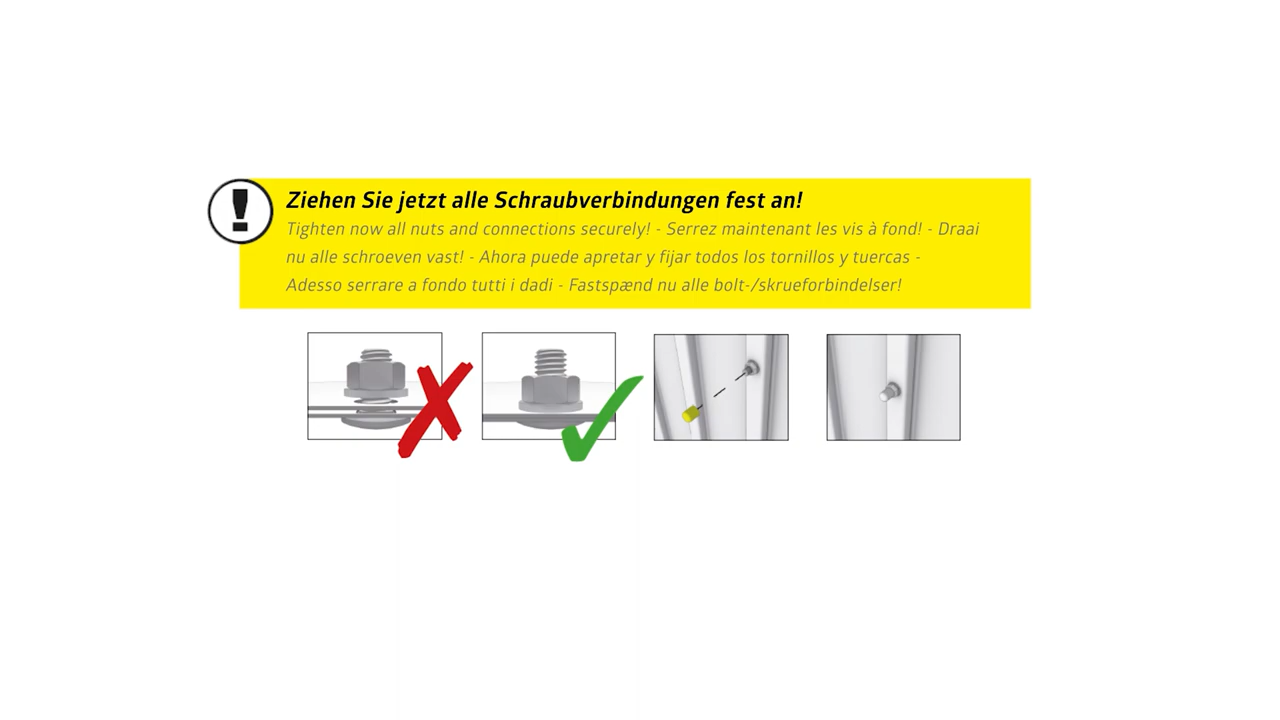 Ziehen Sie jetzt alle Schraubverbindungen fest an!
Tighten now all nuts and connections securely! - Serrez maintenant les vis à fond! - Draai
nu alle schroeven vast! - Ahora puede apretar y fijar todos los tornillos y tuercas -
Adesso serrare a fondo tutti i dadi - Fastspænd nu alle bolt-/skrueforbindelser!